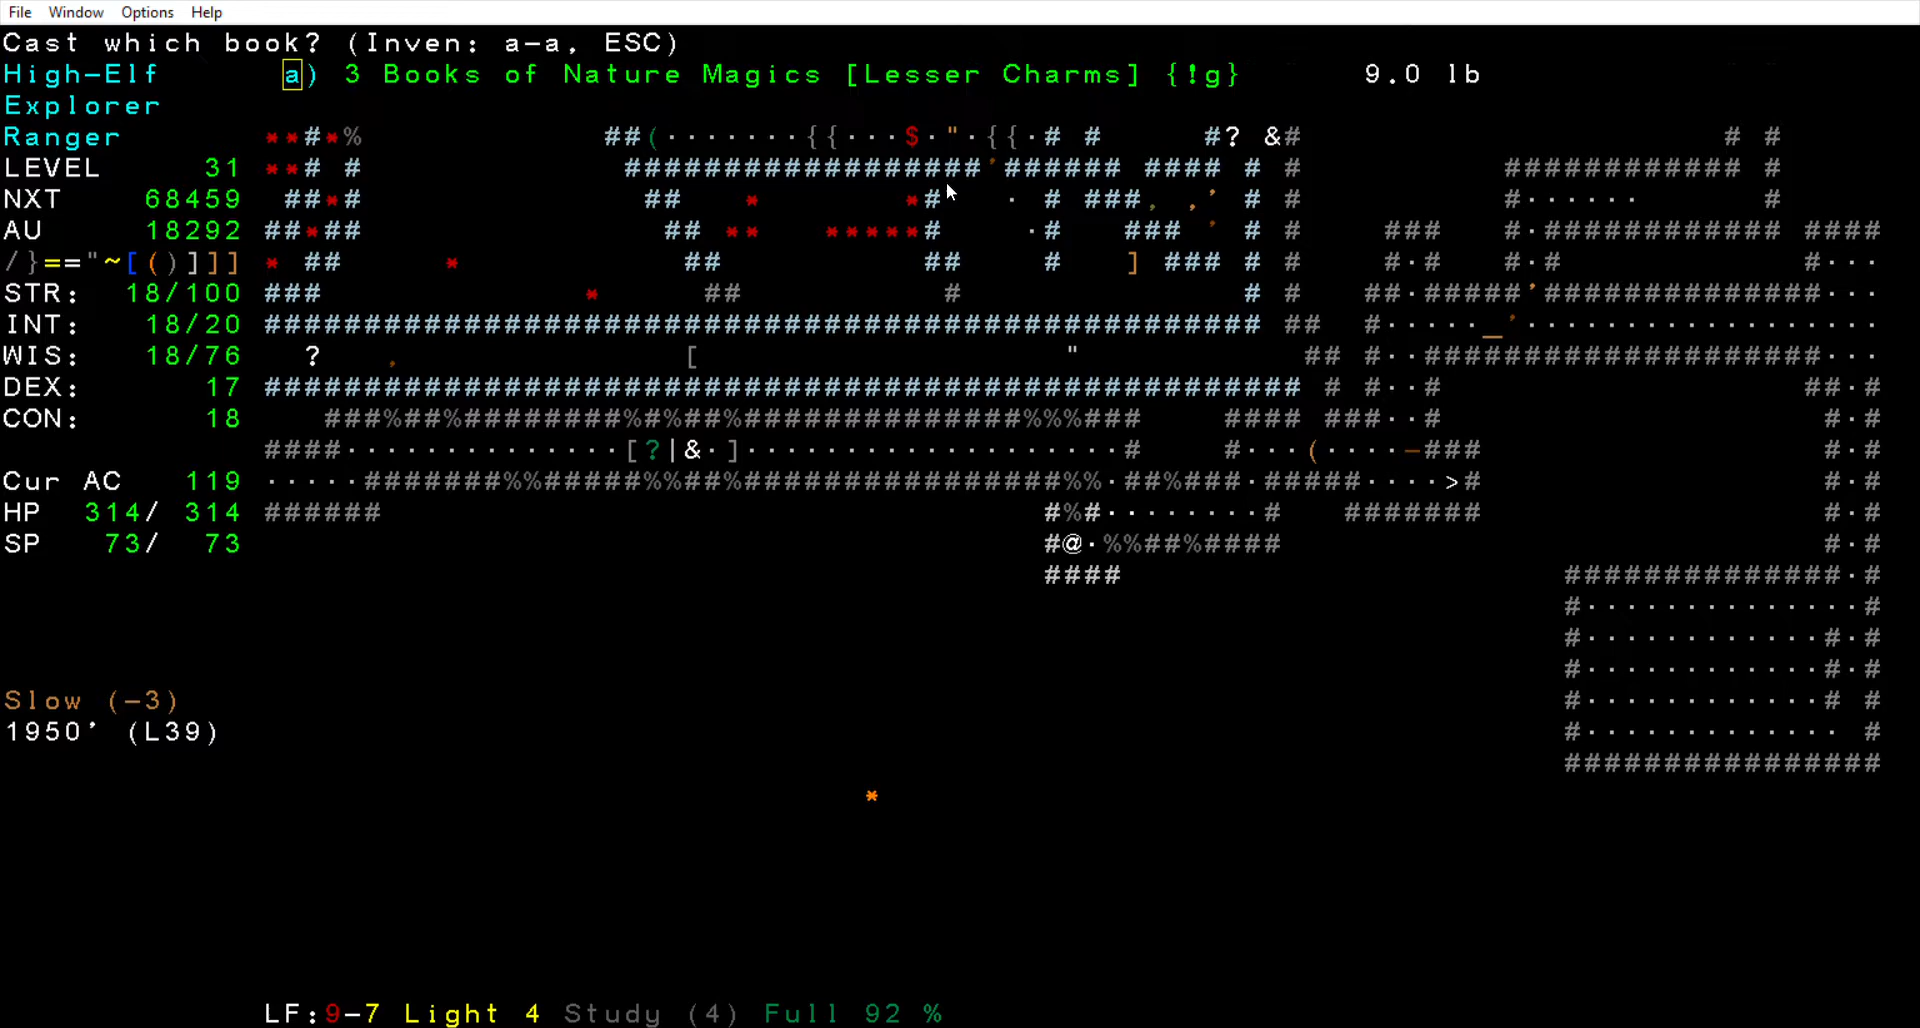 File Window Options Help
Cast which book? (Inven: a-a, ESC)
High-Elf a) 3 Books of Nature Magics [Lesser Charms] {!g} 9.0 lb
Explorer
Ranger
LEVEL 31
NXT 68459
AU 18292
/}=="~[()]]]
STR: 18/100
INT: 18/20
WIS: 18/76
DEX: 17
CON: 18
Cur AC 119
HP 314/ 314
SP 73/ 73
Slow (-3)
1950' (L39)
LF:9-7 Light 4 Study (4) Full 92 %